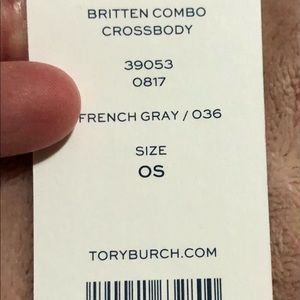 BRITTEN COMBO
CROSSBODY
39053
0817
FRENCH GRAY / 036
SIZE
OS
TORYBURCH.COM